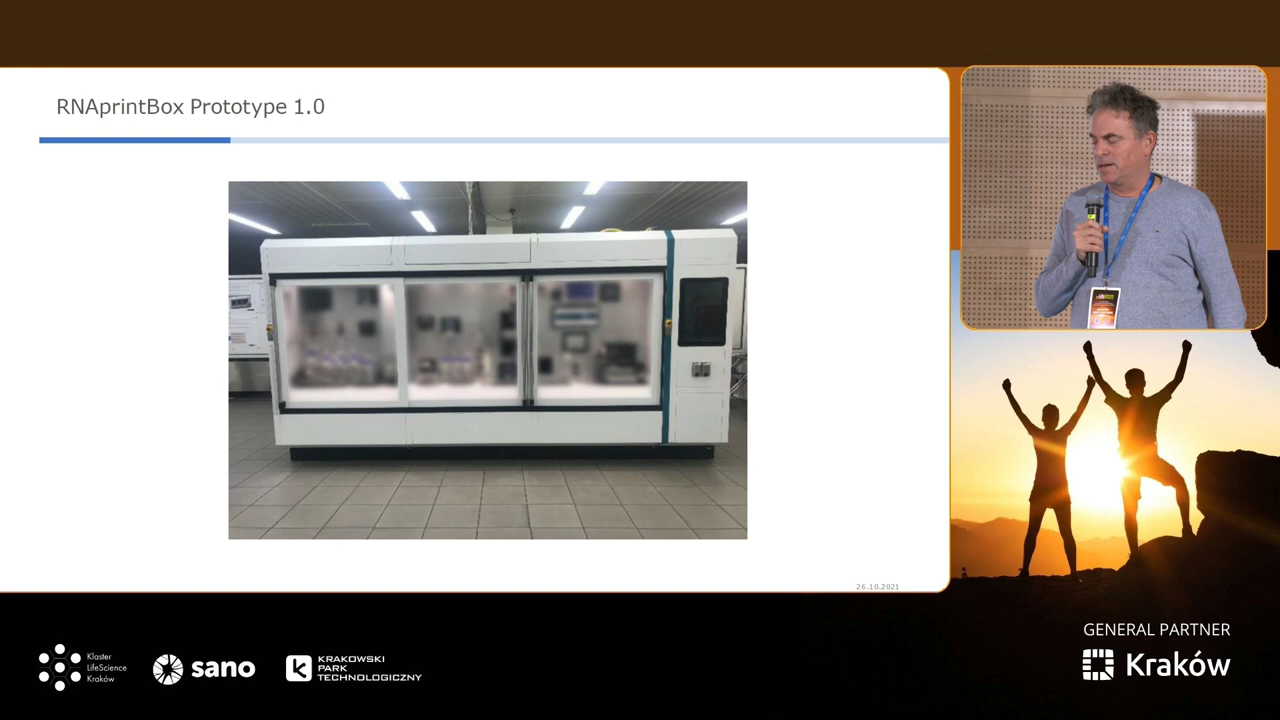 RNAprintBox Prototype 1.0
26.10.2021
GENERAL PARTNER
Kraków
Klaster
LifeScience
Kraków
sano
KRAKOWSKI
PARK
TECHNOLOGICZNY